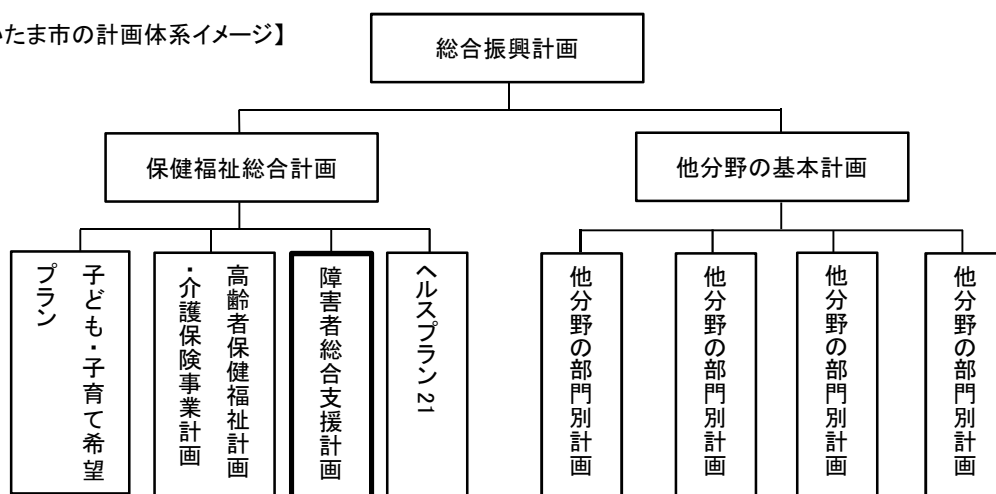 いたま市の計画体系イメージ】
総合振興計画
保健福祉総合計画
他分野の基本計画
子ども・子育て希望
プラン
高齢者保健福祉計画
・介護保険事業計画
障害者総合支援計画
ヘルスプラン21
他分野の部門別計画
他分野の部門別計画
他分野の部門別計画
他分野の部門別計画